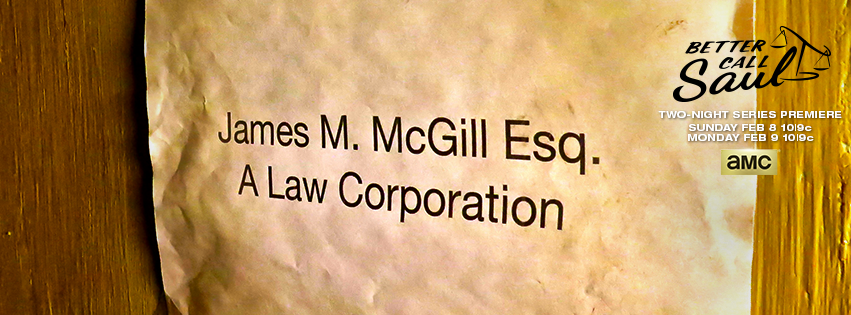 James M. McGill Esq.
A Law Corporation
BETTER
CALL
Saul
TWO-NIGHT SERIES PREMIERE
SUNDAY FEB 8 10|9c
MONDAY FEB 9 10|9c
aMC